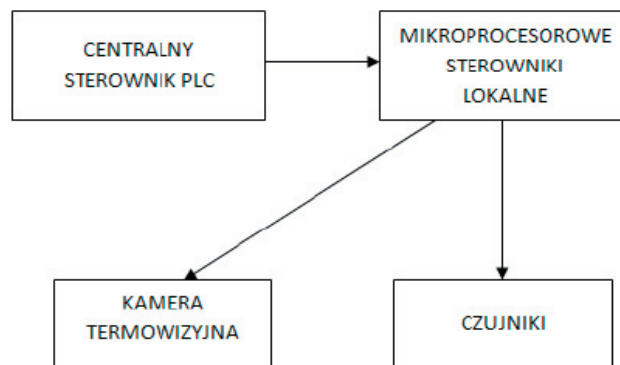 CENTRALNY
STEROWNIK PLC
MIKROPROCESOROWE
STEROWNIKI
LOKALNE
KAMERA
TERMOWIZYJNA
CZUJNIKI